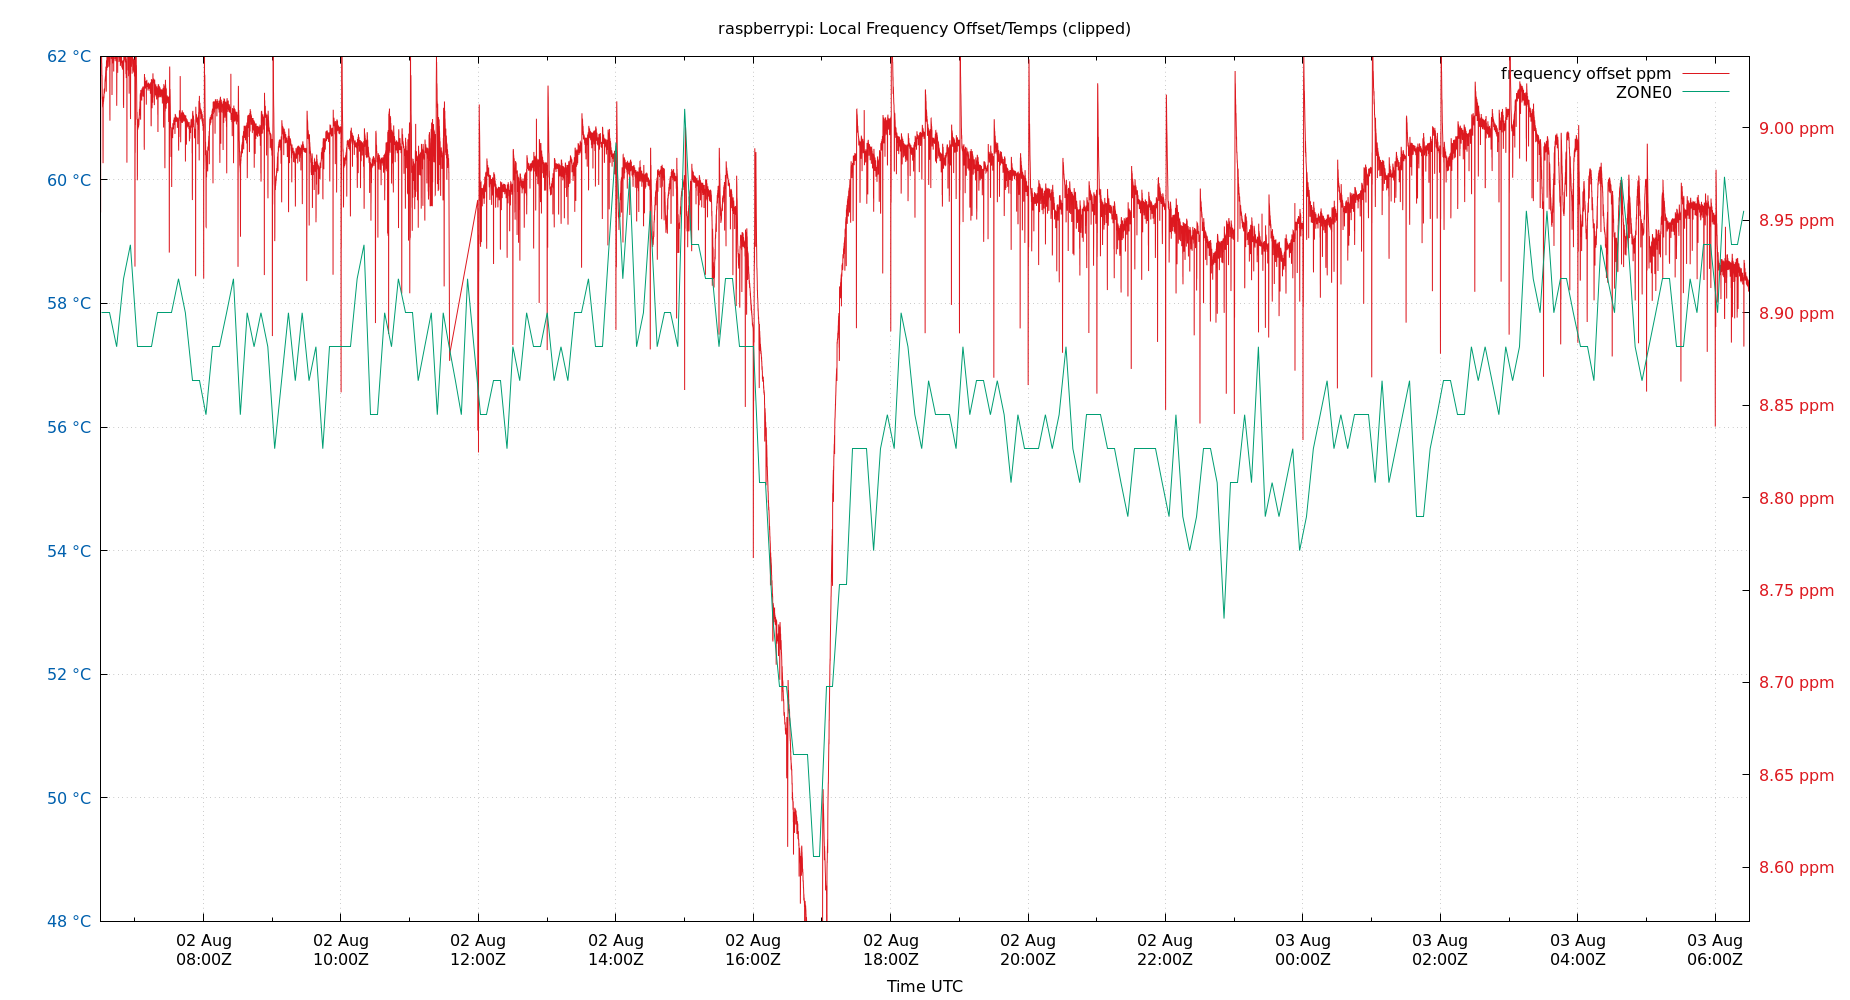 raspberrypi: Local Frequency Offset/Temps (clipped)
62 °C
60 °C
58 °C
56 °C
54 °C
52 °C
50 °C
48 °C
frequency offset ppm
ZONE0
9.00 ppm
8.95 ppm
8.90 ppm
8.85 ppm
8.80 ppm
8.75 ppm
8.70 ppm
8.65 ppm
8.60 ppm
02 Aug 02 Aug 02 Aug 02 Aug 02 Aug 02 Aug 02 Aug 02 Aug 03 Aug 03 Aug 03 Aug 03 Aug
08:00Z 10:00Z 12:00Z 14:00Z 16:00Z 18:00Z 20:00Z 22:00Z 00:00Z 02:00Z 04:00Z 06:00Z
Time UTC